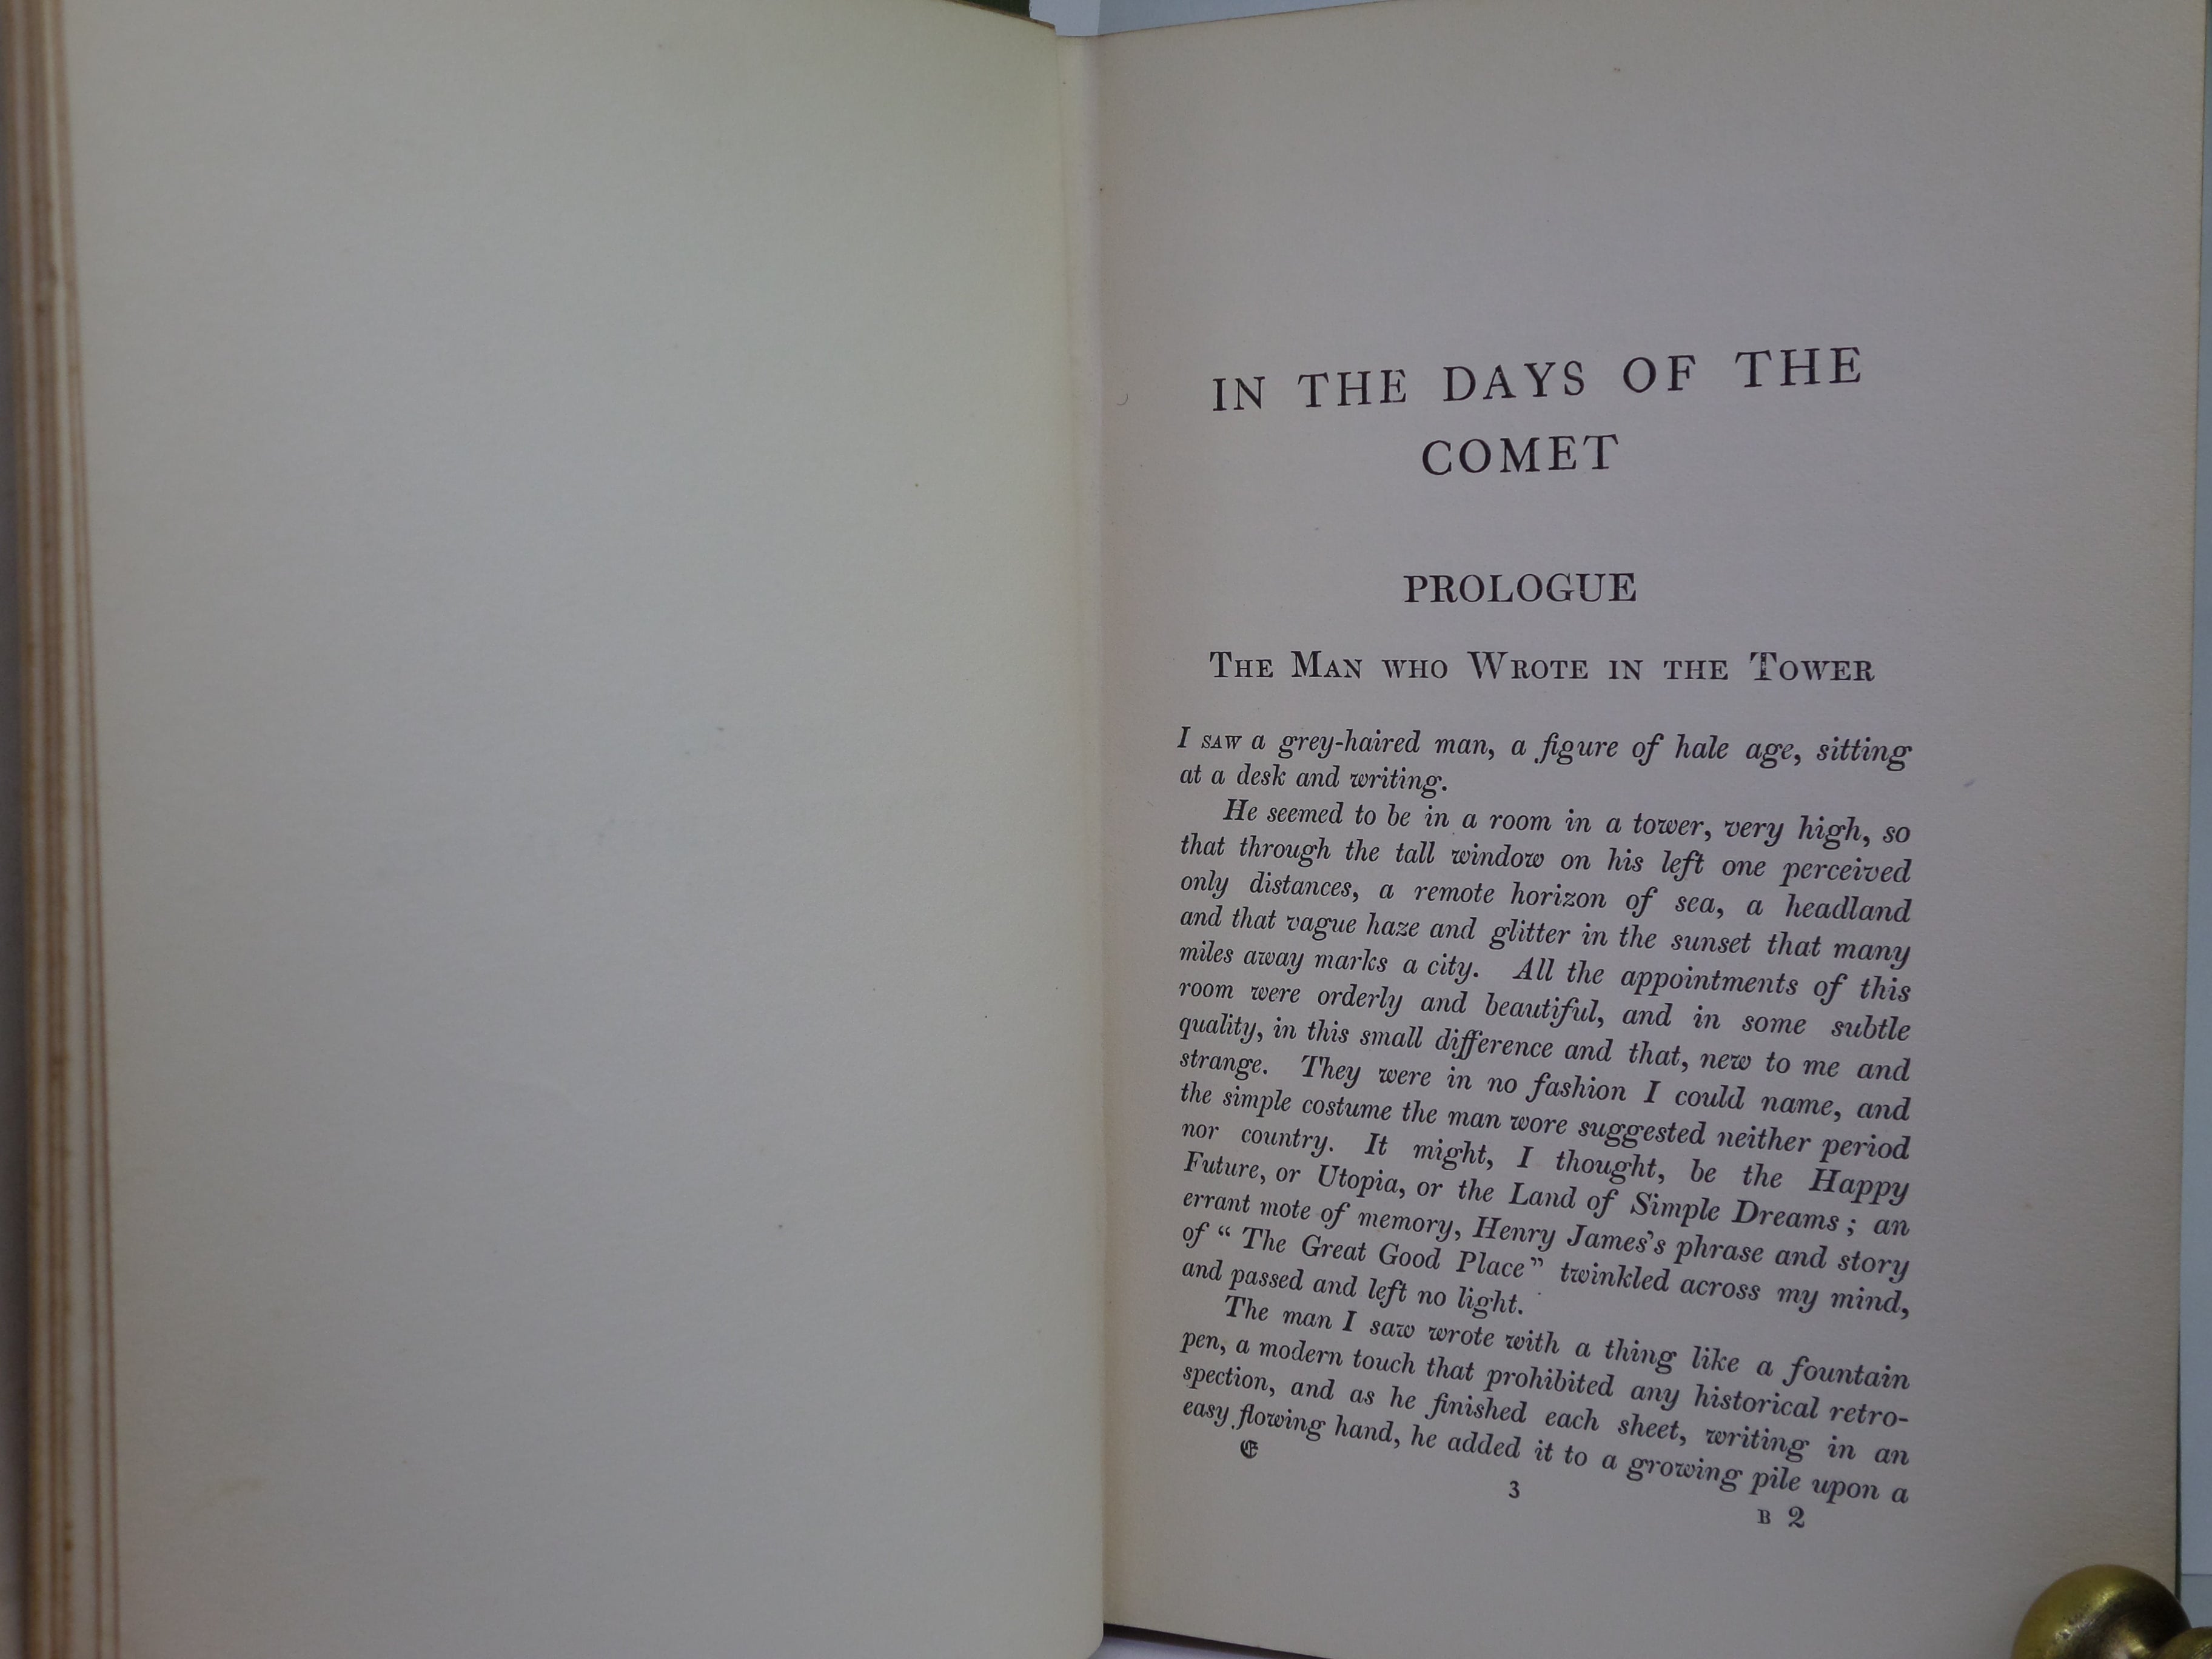 IN THE DAYS OF THE
COMET
PROLOGUE
The Man who Wrote in the Tower
I saw a grey-haired man, a figure of hale age, sitting
at a desk and writing.
He seemed to be in a room in a tower, very high, so
that through the tall window on his left one perceived
only distances, a remote horizon of sea, a headland
and that vague haze and glitter in the sunset that many
miles away marks a city. All the appointments of this
room were orderly and beautiful, and in some subtle
quality, in this small difference and that, new to me and
strange. They were in no fashion I could name, and
the simple costume the man wore suggested neither period
nor country. It might, I thought, be the Happy
Future, or Utopia, or the Land of Simple Dreams; an
errant mote of memory, Henry James's phrase and story
of “The Great Good Place” twinkled across my mind,
and passed and left no light.
The man I saw wrote with a thing like a fountain
pen, a modern touch that prohibited any historical retro-
spection, and as he finished each sheet, writing in an
easy flowing hand, he added it to a growing pile upon a
𝕰
3
B 2